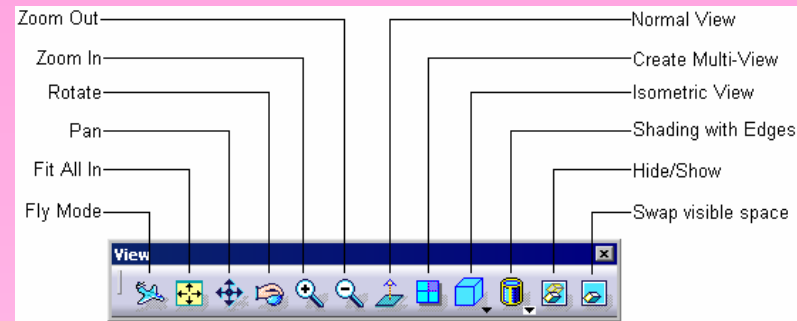 Zoom Out
Normal View
Zoom In
Create Multi-View
Rotate
Isometric View
Pan
Shading with Edges
Fit All In
Hide/Show
Fly Mode
Swap visible space
View